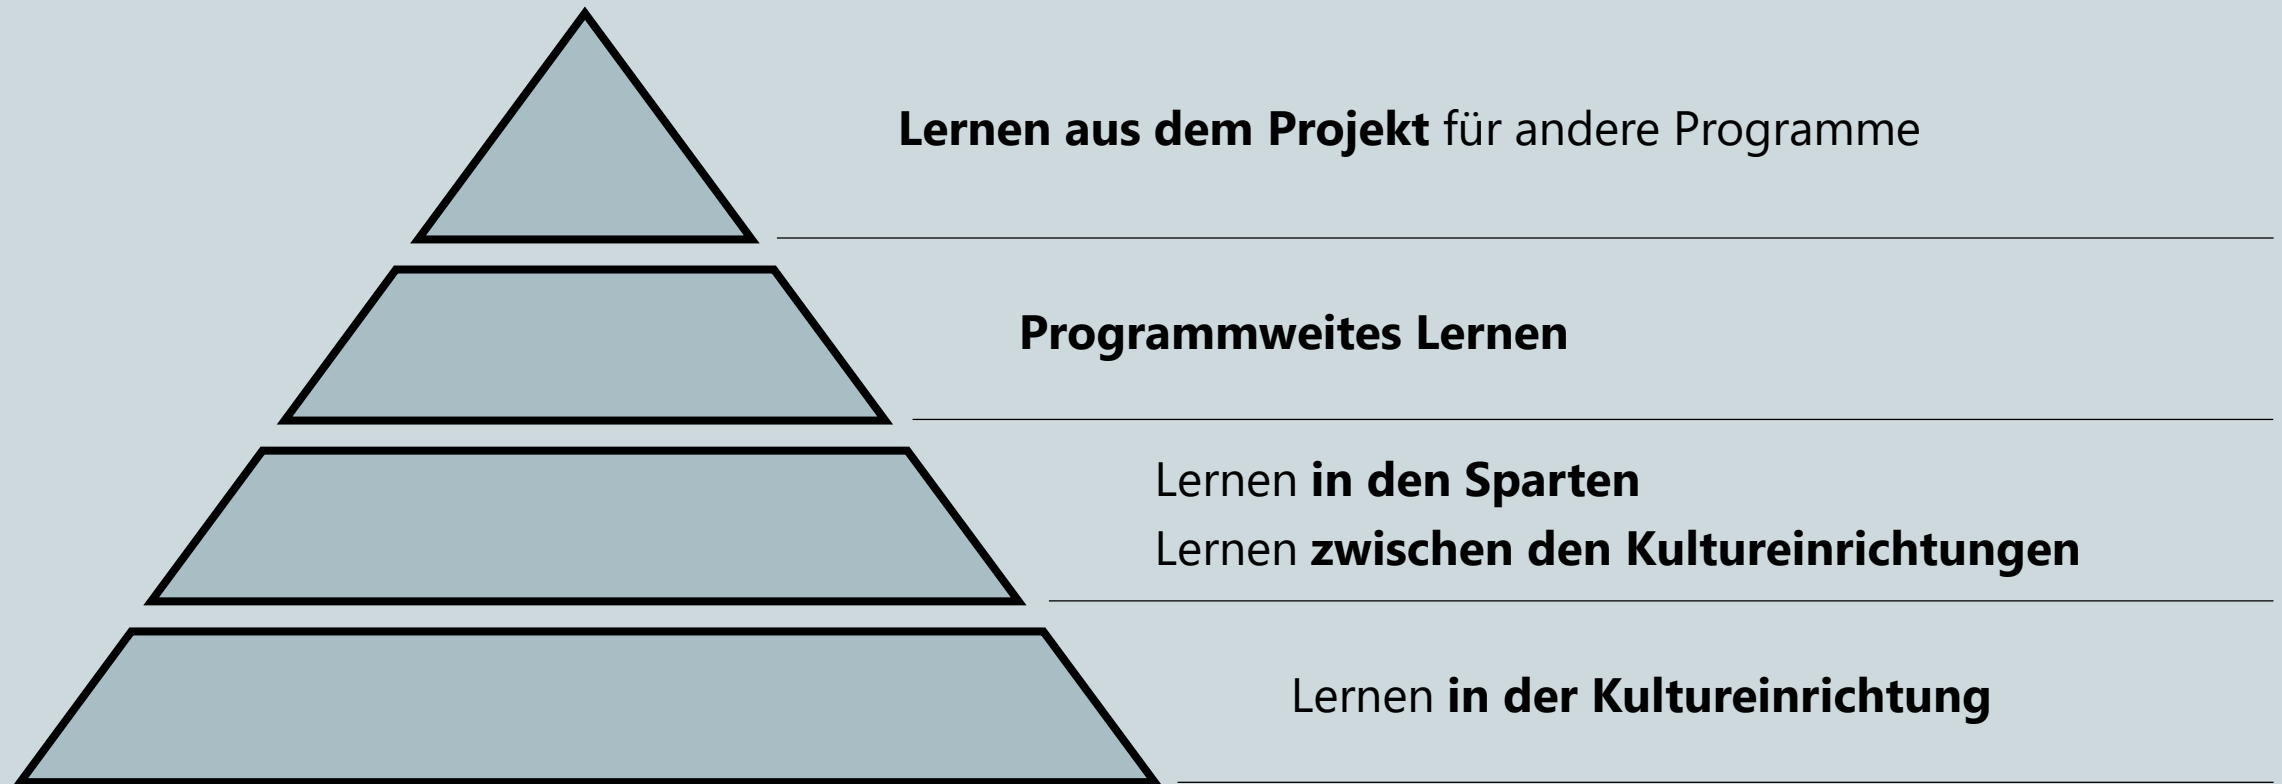 Lernen aus dem Projekt für andere Programme
Programmweites Lernen
Lernen in den Sparten
Lernen zwischen den Kultureinrichtungen
Lernen in der Kultureinrichtung